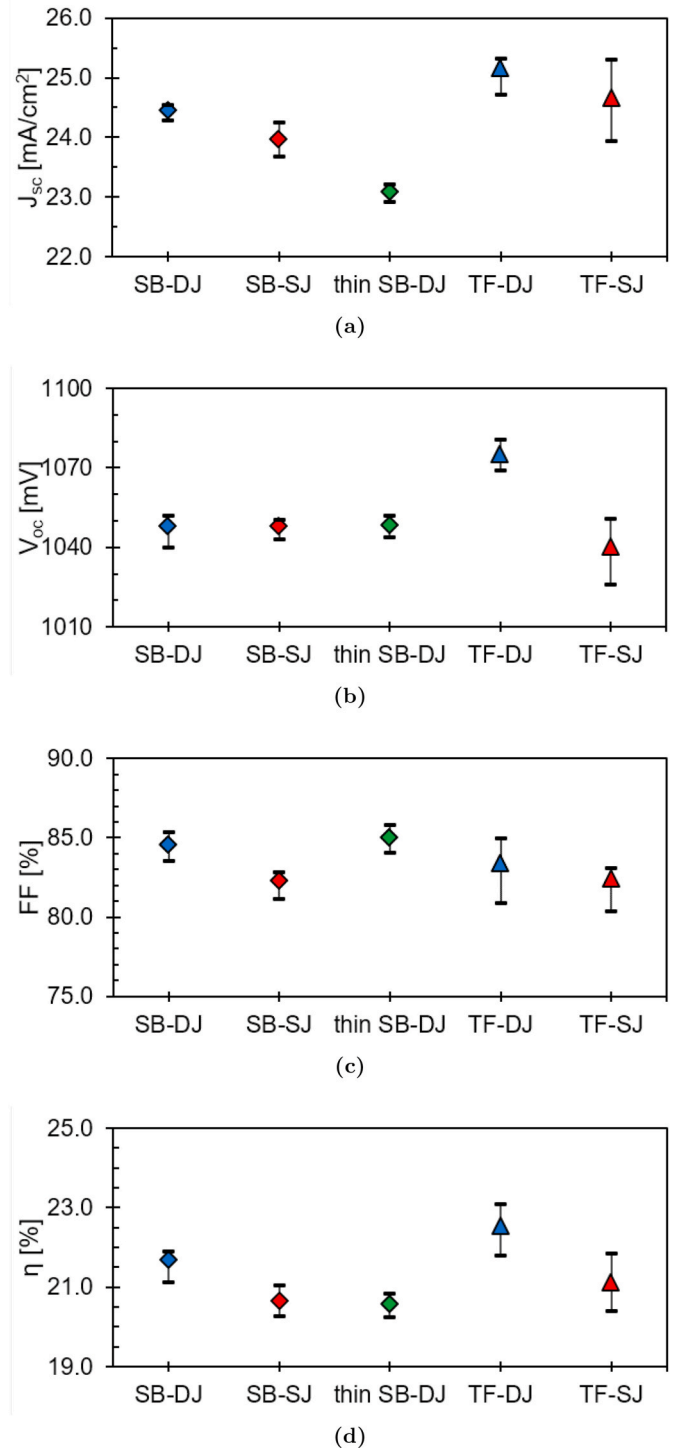 26.0
25.0
24.0
23.0
22.0
Jsc [mA/cm²]
SB-DJ SB-SJ thin SB-DJ TF-DJ TF-SJ
(a)
1100
1070
1040
1010
Voc [mV]
SB-DJ SB-SJ thin SB-DJ TF-DJ TF-SJ
(b)
90.0
85.0
80.0
75.0
FF [%]
SB-DJ SB-SJ thin SB-DJ TF-DJ TF-SJ
(c)
25.0
23.0
21.0
19.0
η [%]
SB-DJ SB-SJ thin SB-DJ TF-DJ TF-SJ
(d)